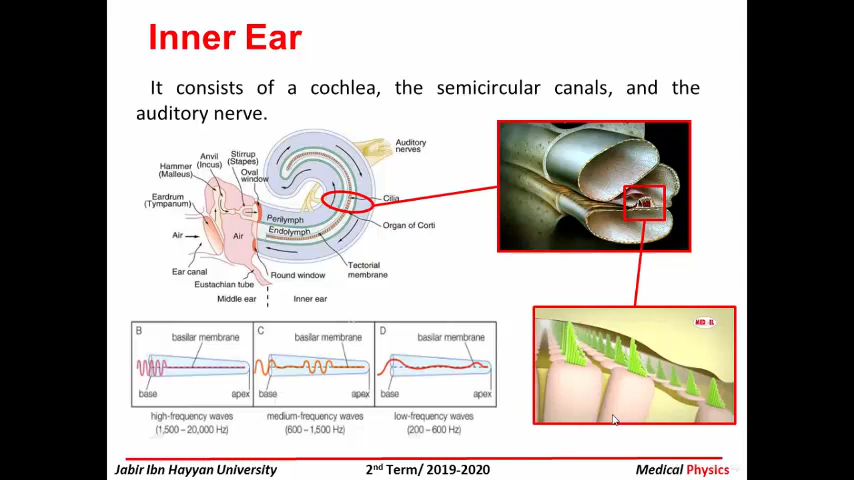 Inner Ear
It consists of a cochlea, the semicircular canals, and the
auditory nerve.
Auditory
nerves
Anvil
(Incus)
Stirrup
(Stapes)
Hammer
(Malleus)
Oval
window
Eardrum
(Tympanum)
Cilia
Perilymph
Endolymph
Organ of Corti
Air
Air
Tectorial
membrane
Ear canal
Round window
Eustachian tube
Middle ear
Inner ear
MED EL
B
basilar membrane
base
apex
C
basilar membrane
base
apex
D
basilar membrane
base
apex
high-frequency waves
(1,500 – 20,000 Hz)
medium-frequency waves
(600 – 1,500 Hz)
low-frequency waves
(200 – 600 Hz)
Jabir Ibn Hayyan University
2nd Term/ 2019-2020
Medical Physics